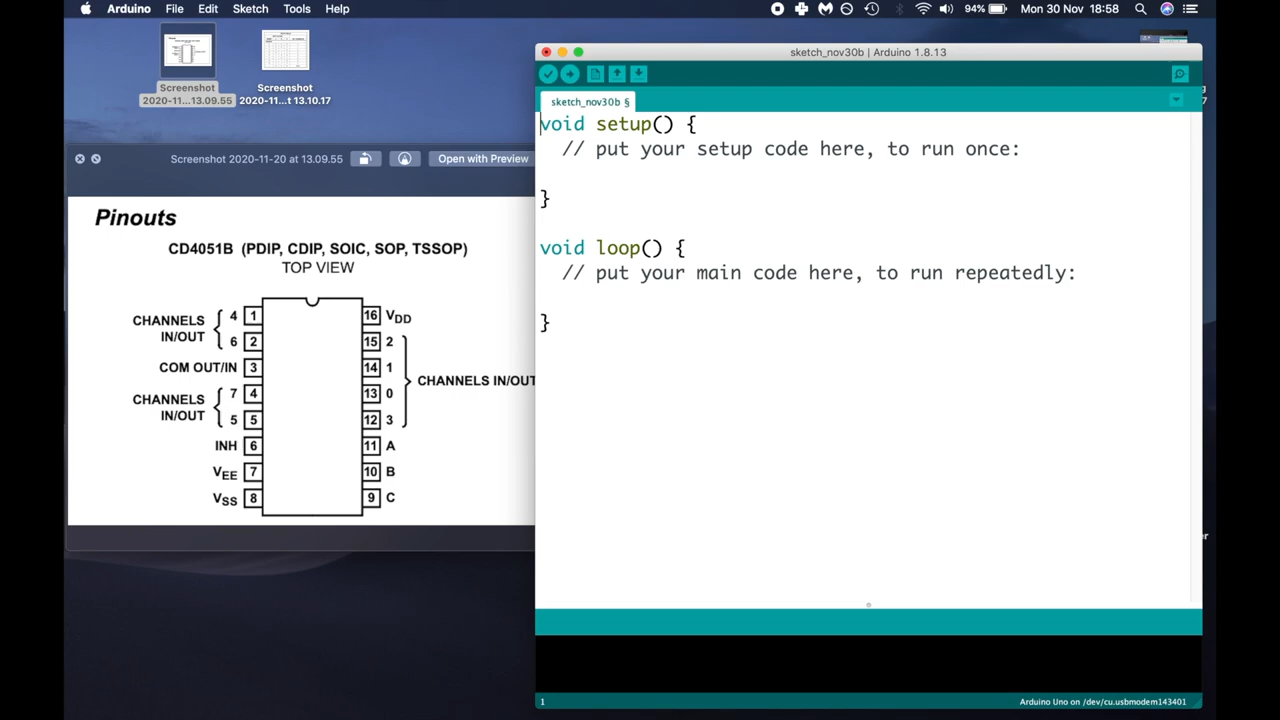 Arduino File Edit Sketch Tools Help 94% Mon 30 Nov 18:58
Screenshot
2020-11...13.09.55
Screenshot
2020-11...t 13.10.17
Screenshot 2020-11-20 at 13.09.55 Open with Preview
Pinouts
CD4051B (PDIP, CDIP, SOIC, SOP, TSSOP)
TOP VIEW
CHANNELS IN/OUT
4 1
6 2
COM OUT/IN 3
CHANNELS IN/OUT
7 4
5 5
INH 6
VEE 7
VSS 8
16 VDD
15 2
14 1
13 0
12 3
CHANNELS IN/OUT
11 A
10 B
9 C
sketch_nov30b | Arduino 1.8.13
sketch_nov30b §
void setup() {
// put your setup code here, to run once:
}
void loop() {
// put your main code here, to run repeatedly:
}
1 Arduino Uno on /dev/cu.usbmodem143401